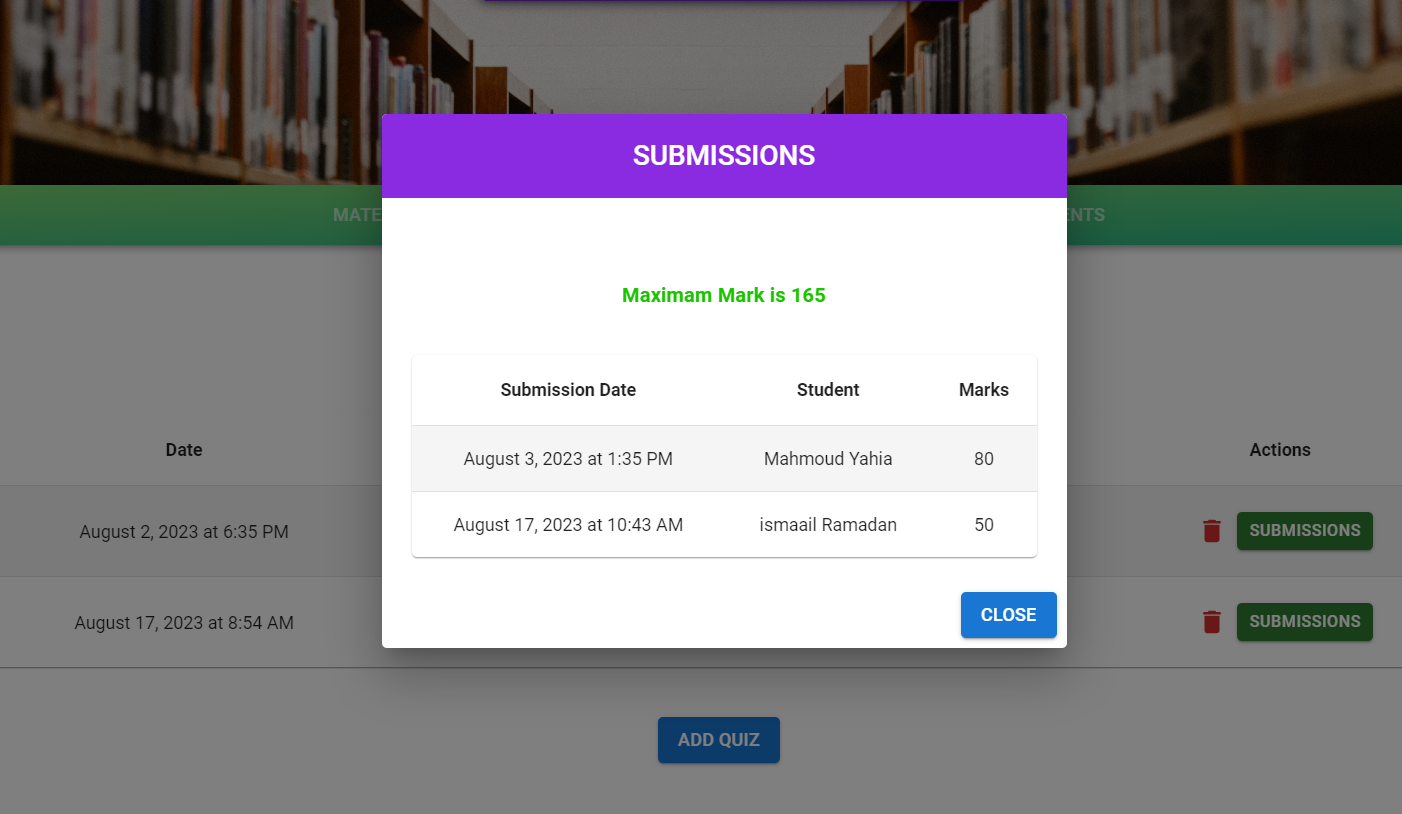 SUBMISSIONS
Maximam Mark is 165
Submission Date Student Marks
August 3, 2023 at 1:35 PM Mahmoud Yahia 80
August 17, 2023 at 10:43 AM ismaail Ramadan 50
CLOSE
Date Actions
August 2, 2023 at 6:35 PM SUBMISSIONS
August 17, 2023 at 8:54 AM SUBMISSIONS
ADD QUIZ